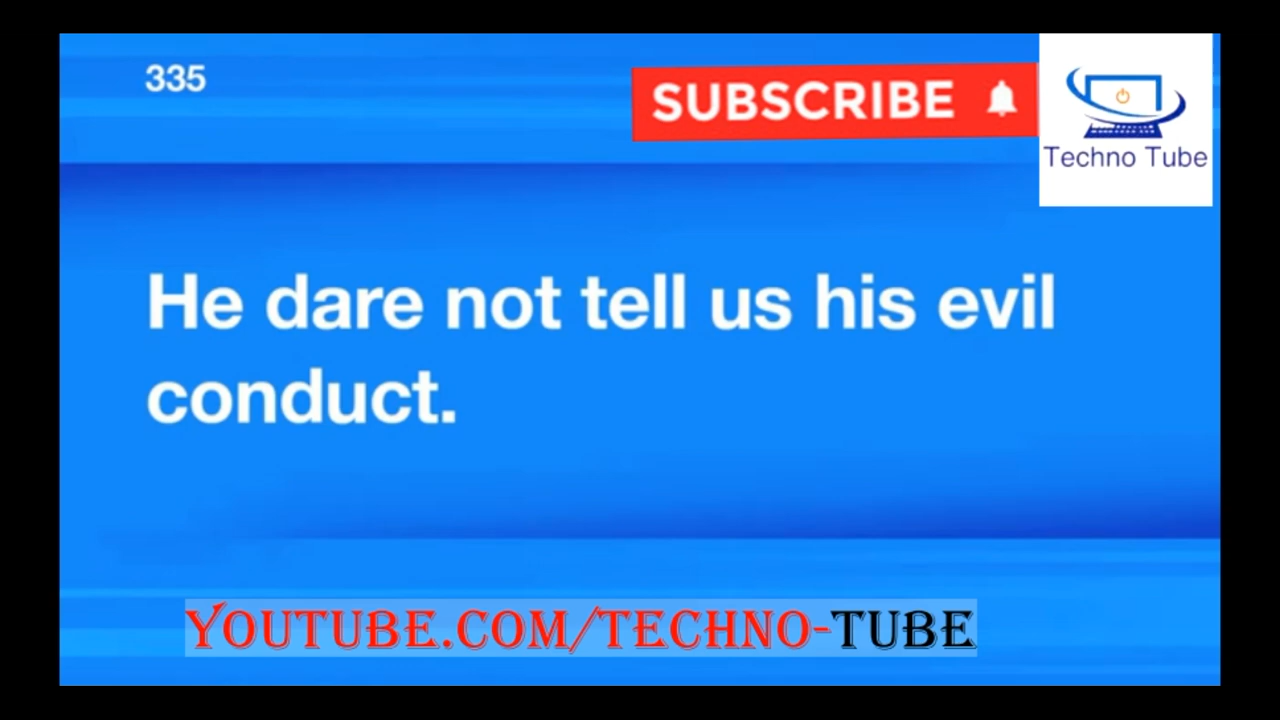 335
SUBSCRIBE
Techno Tube
He dare not tell us his evil
conduct.
YOUTUBE.COM/TECHNO-TUBE